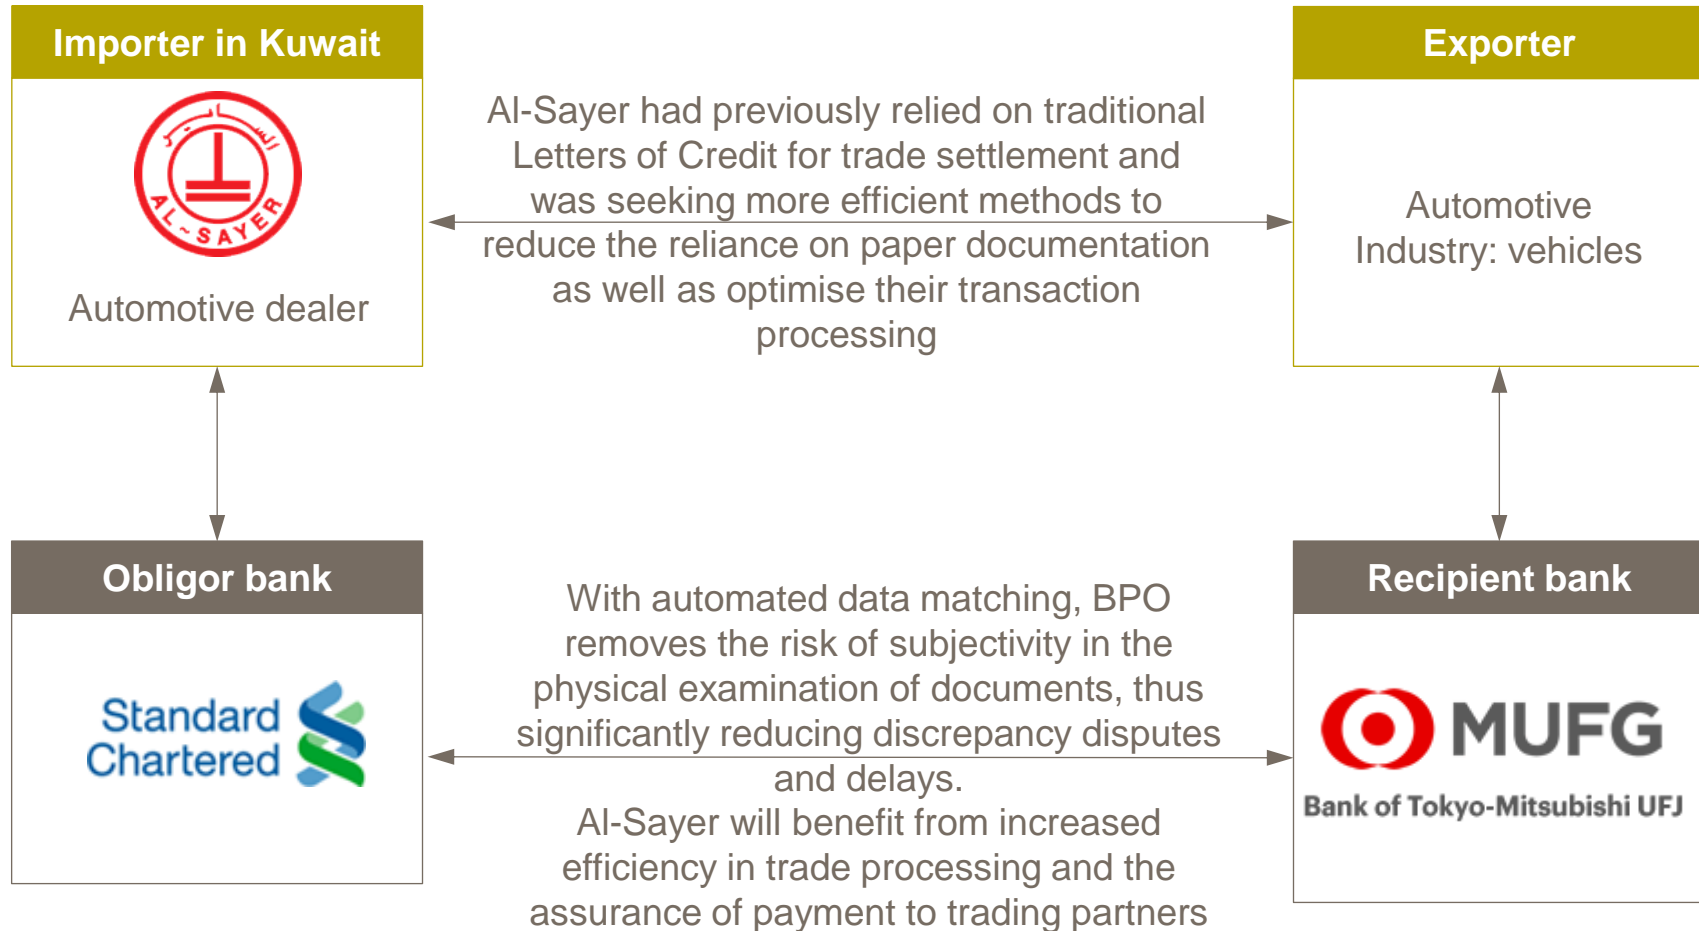 Importer in Kuwait
السـايـر
AL~SAYER
Automotive dealer
Al-Sayer had previously relied on traditional
Letters of Credit for trade settlement and
was seeking more efficient methods to
reduce the reliance on paper documentation
as well as optimise their transaction
processing
Exporter
Automotive
Industry: vehicles
Obligor bank
Standard
Chartered
With automated data matching, BPO
removes the risk of subjectivity in the
physical examination of documents, thus
significantly reducing discrepancy disputes
and delays.
Al-Sayer will benefit from increased
efficiency in trade processing and the
assurance of payment to trading partners
Recipient bank
MUFG
Bank of Tokyo-Mitsubishi UFJ